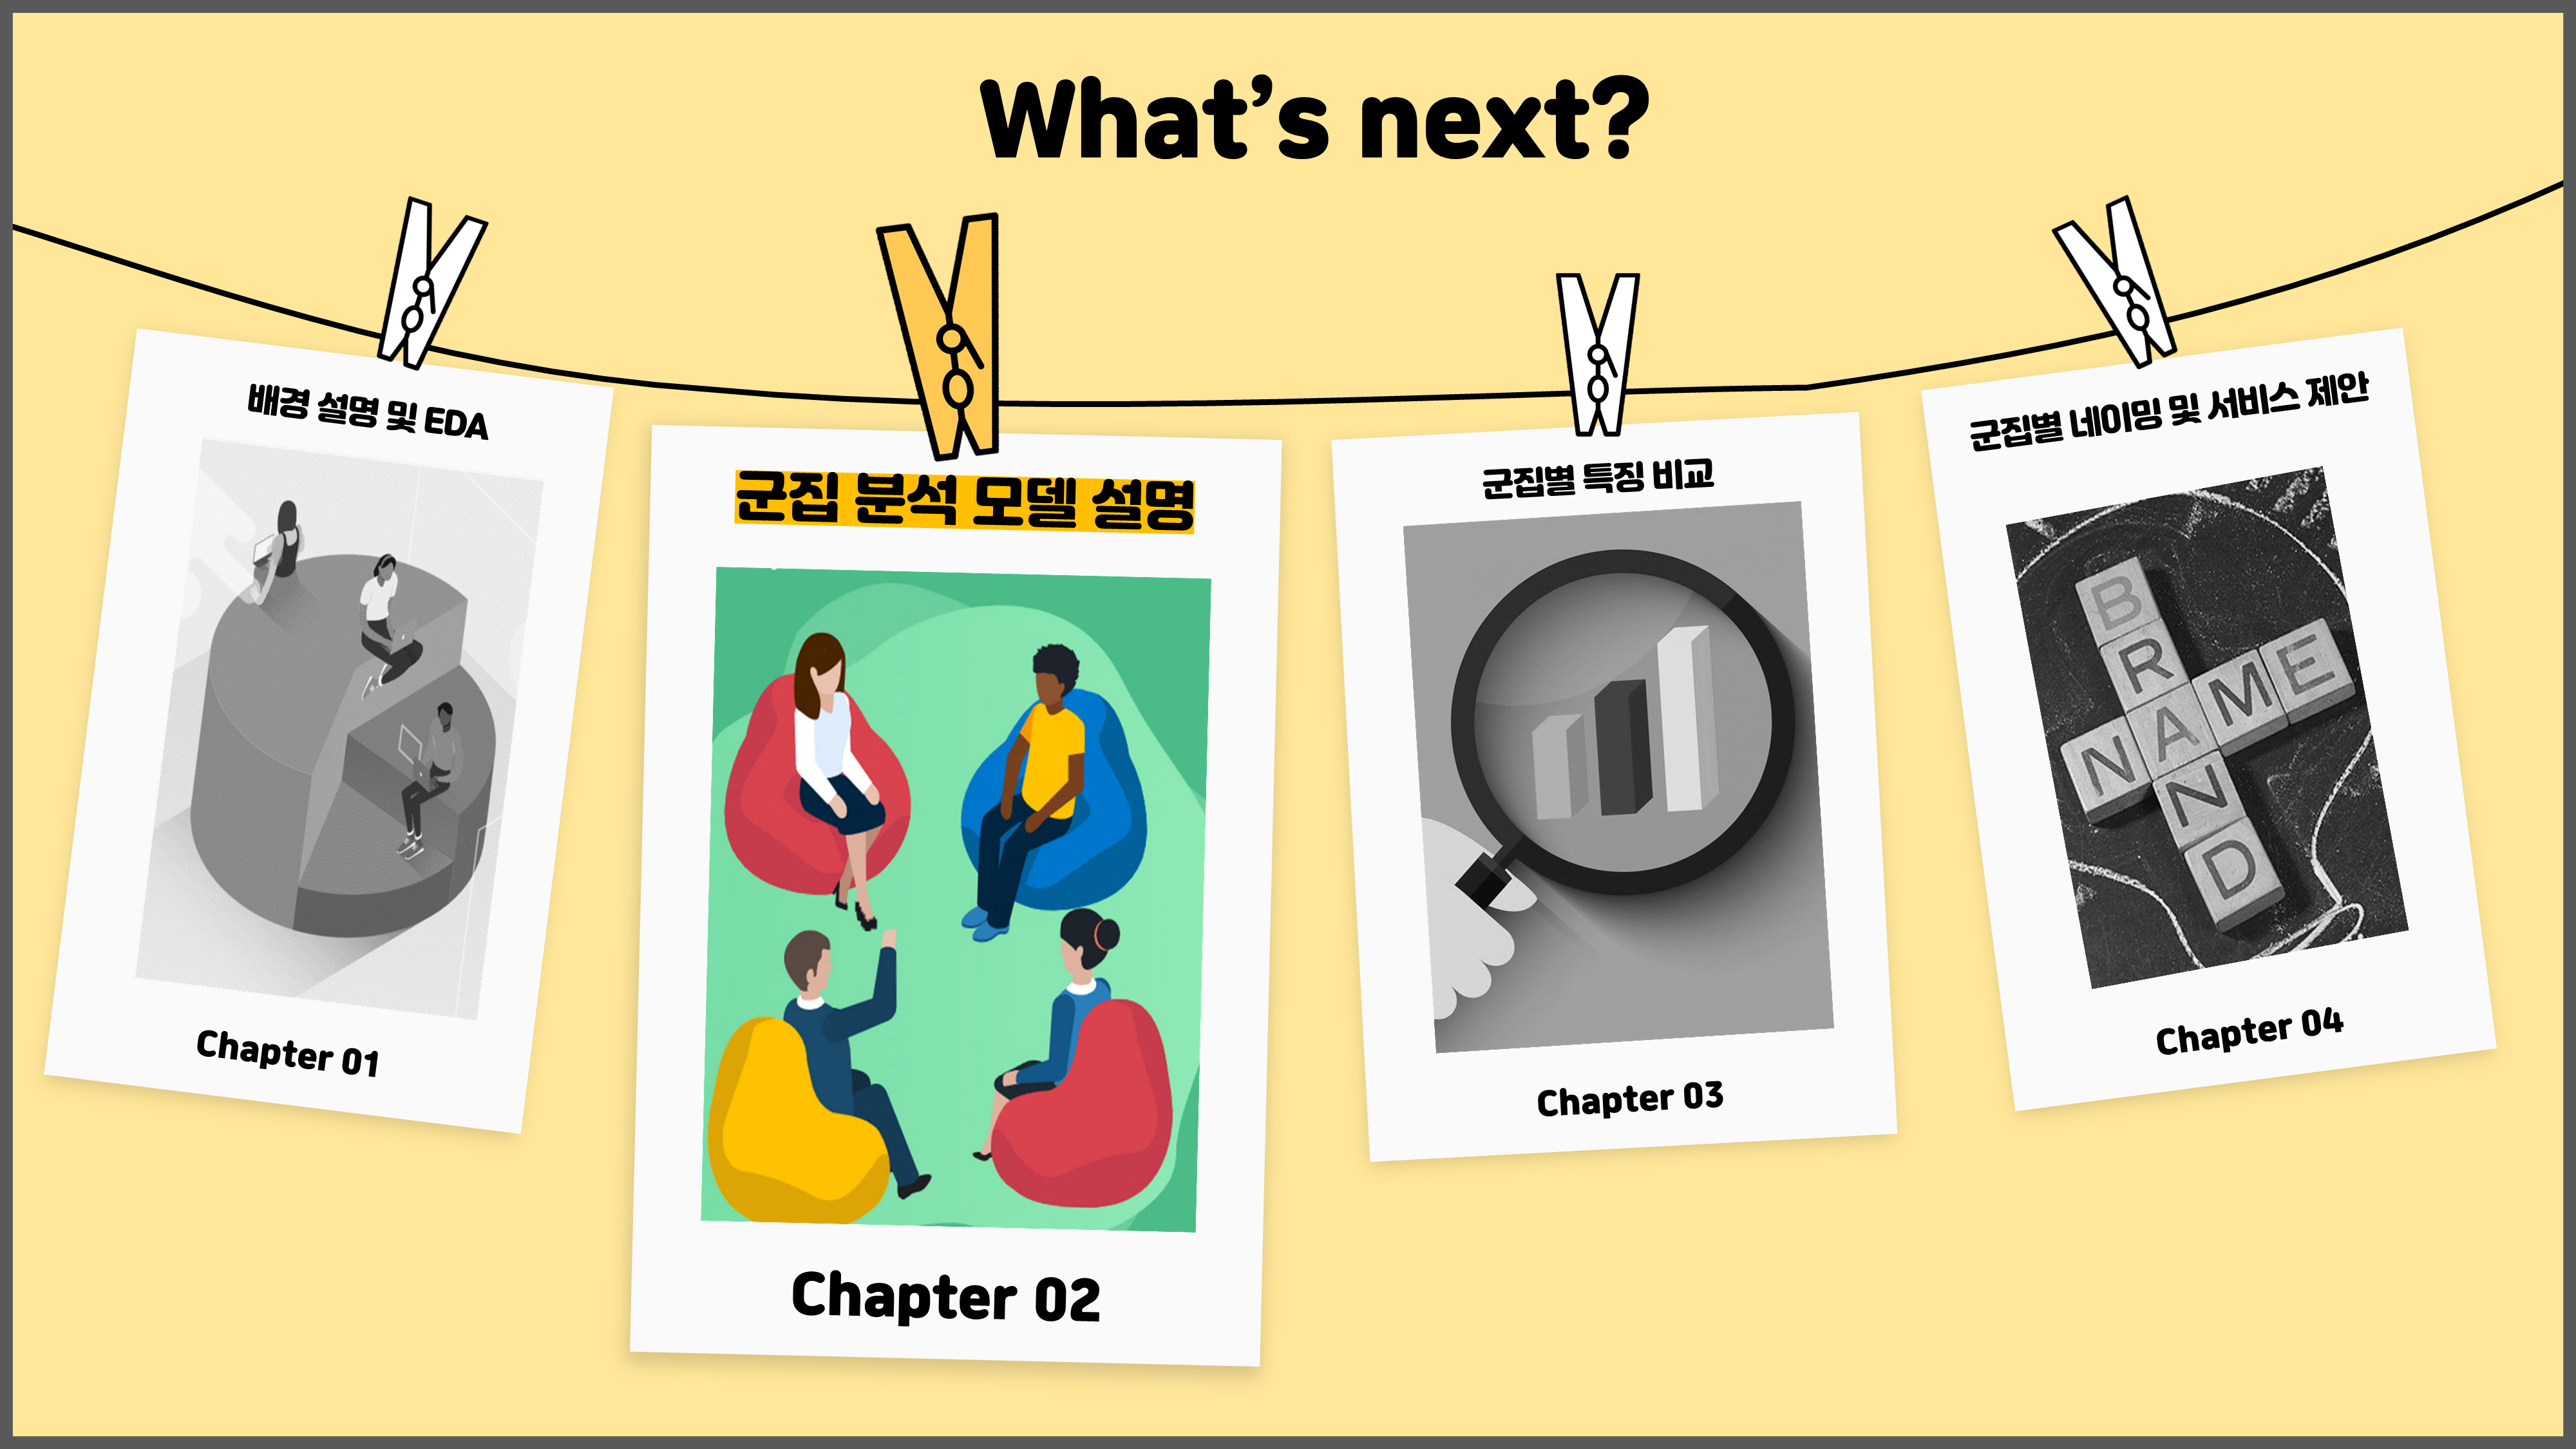 What's next?
배경 설명 및 EDA
Chapter 01
군집 분석 모델 설명
Chapter 02
군집별 특징 비교
Chapter 03
군집별 네이밍 및 서비스 제안
BRAND
NAME
Chapter 04